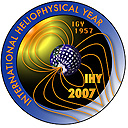 INTERNATIONAL HELIOPHYSICAL YEAR
IGY
1957
IHY
2007